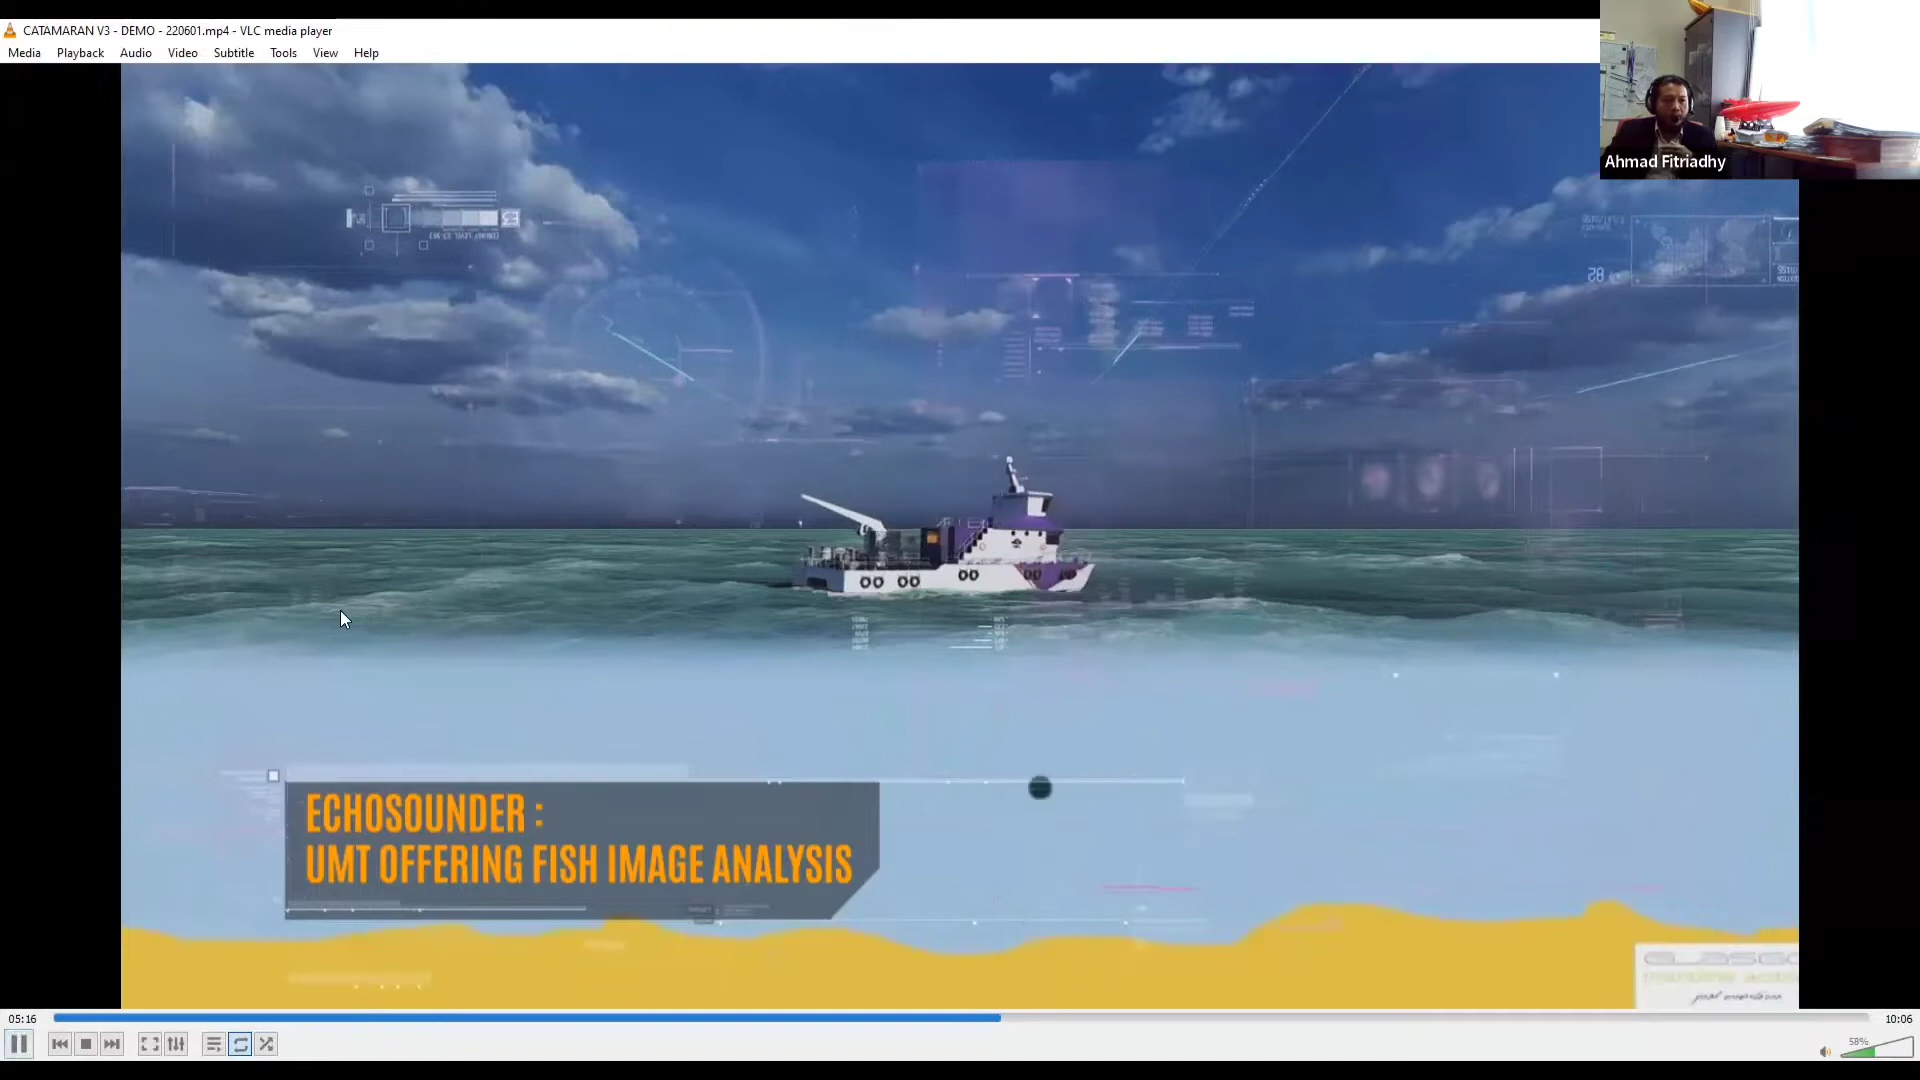 CATAMARAN V3 - DEMO - 220601.mp4 - VLC media player
Media Playback Audio Video Subtitle Tools View Help
Ahmad Fitriadhy
ECHOSOUNDER :
UMT OFFERING FISH IMAGE ANALYSIS
05:16
10:06
58%